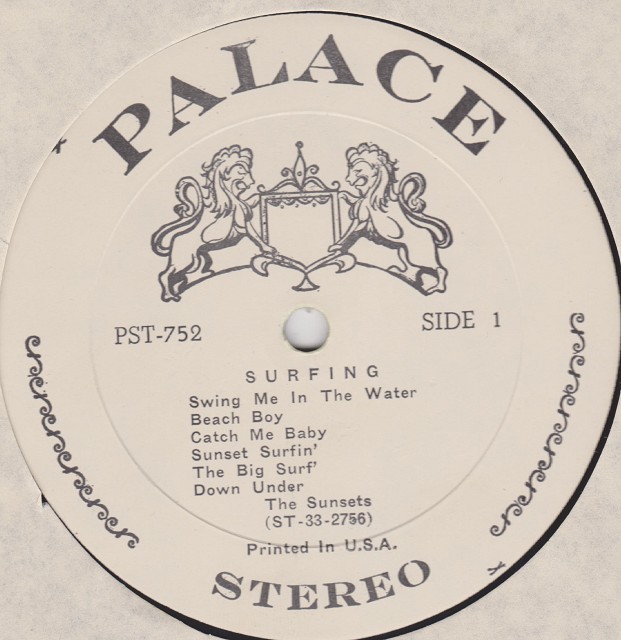 PALACE
PST-752
SIDE 1
SURFING
Swing Me In The Water
Beach Boy
Catch Me Baby
Sunset Surfin'
The Big Surf'
Down Under
The Sunsets
(ST-33-2756)
Printed In U.S.A.
STEREO